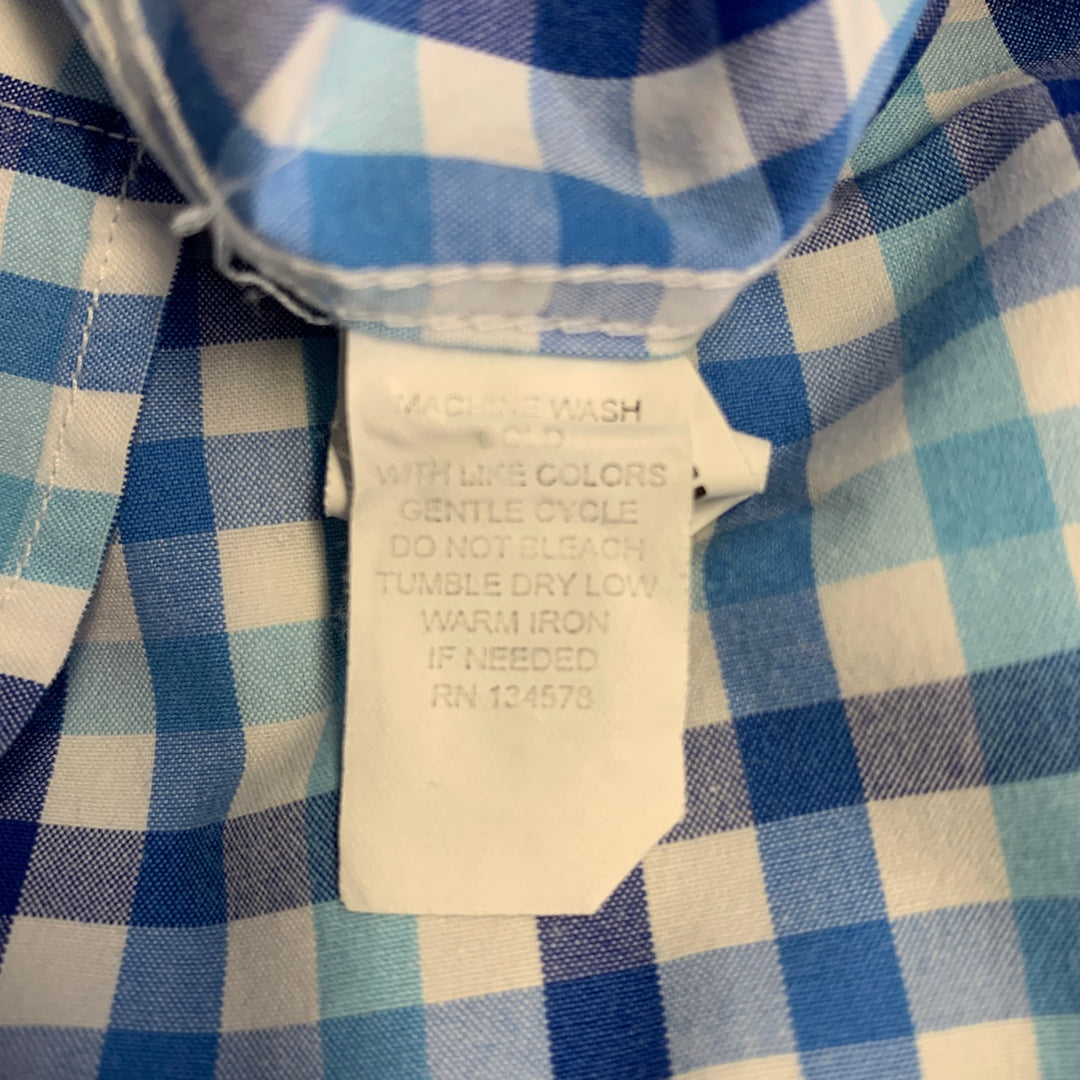 MACHINE WASH
COLD
WITH LIKE COLORS
GENTLE CYCLE
DO NOT BLEACH
TUMBLE DRY LOW
WARM IRON
IF NEEDED
RN 134578